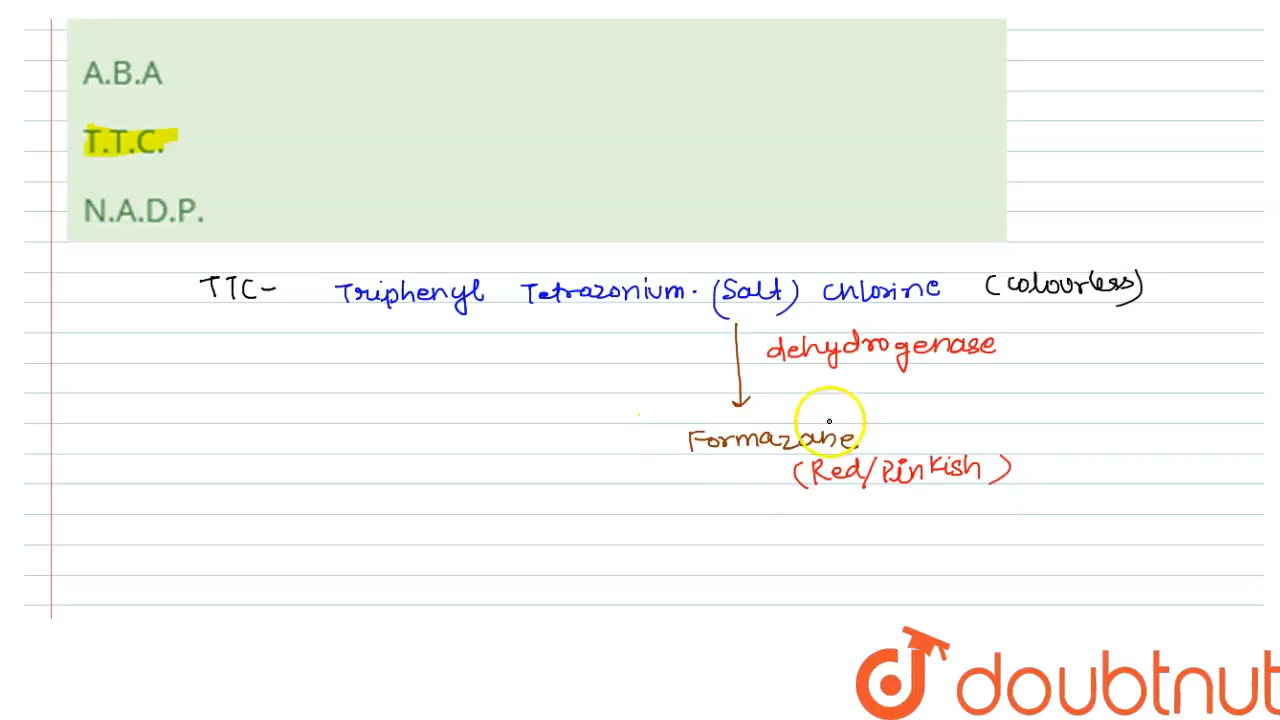 A.B.A
T.T.C.
N.A.D.P.
TTC- Triphenyl Tetrazonium. (Salt) chlorine (colourless)
dehydrogenase
Formazane
(Red/Pinkish)
doubtnut